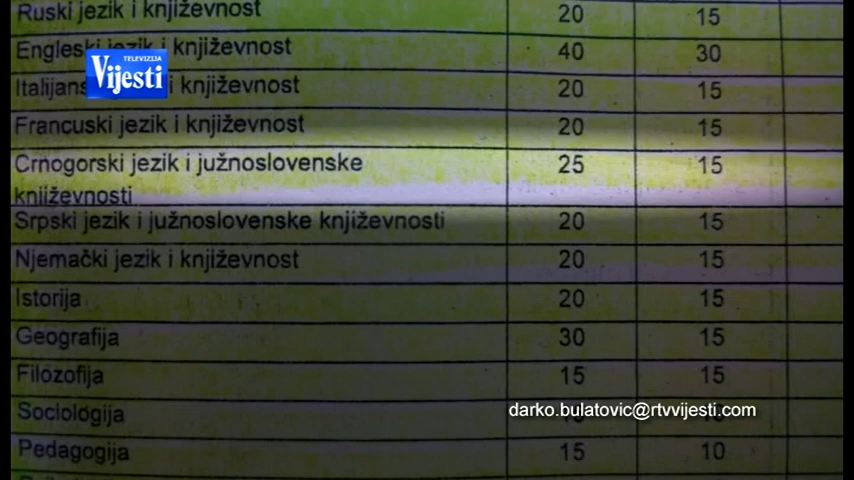 Ruski jezik i književnost 20 15
Engleski jezik i književnost 40 30
TELEVIZIJA
Vijesti
Italijans i književnost 20 15
Francuski jezik i književnost 20 15
Crnogorski jezik i južnoslovenske 25 15
književnosti
Srpski jezik i južnoslovenske književnosti 20 15
Njemački jezik i književnost 20 15
Istorija 20 15
Geografija 30 15
Filozofija 15 15
Sociologija
darko.bulatovic@rtvvijesti.com
Pedagogija 15 10